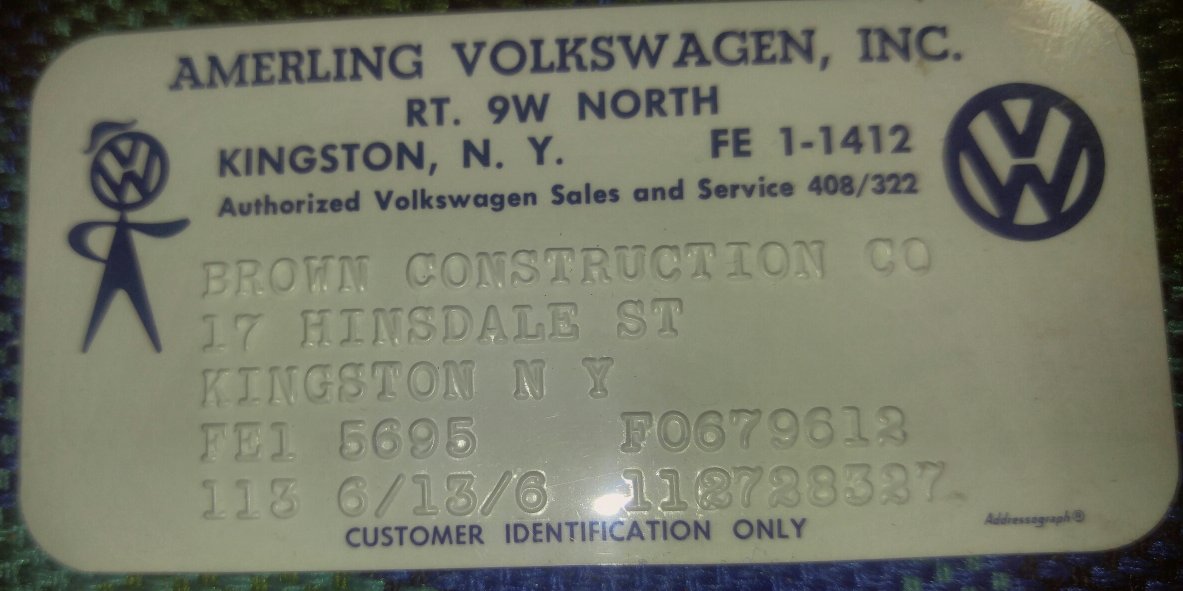 AMERLING VOLKSWAGEN, INC.
RT. 9W NORTH
KINGSTON, N. Y. FE 1-1412
Authorized Volkswagen Sales and Service 408/322
BROWN CONSTRUCTION CO
17 HINSDALE ST
KINGSTON N Y
FE1 5695 F0679612
113 6/13/6 112728327
CUSTOMER IDENTIFICATION ONLY
Addressograph®